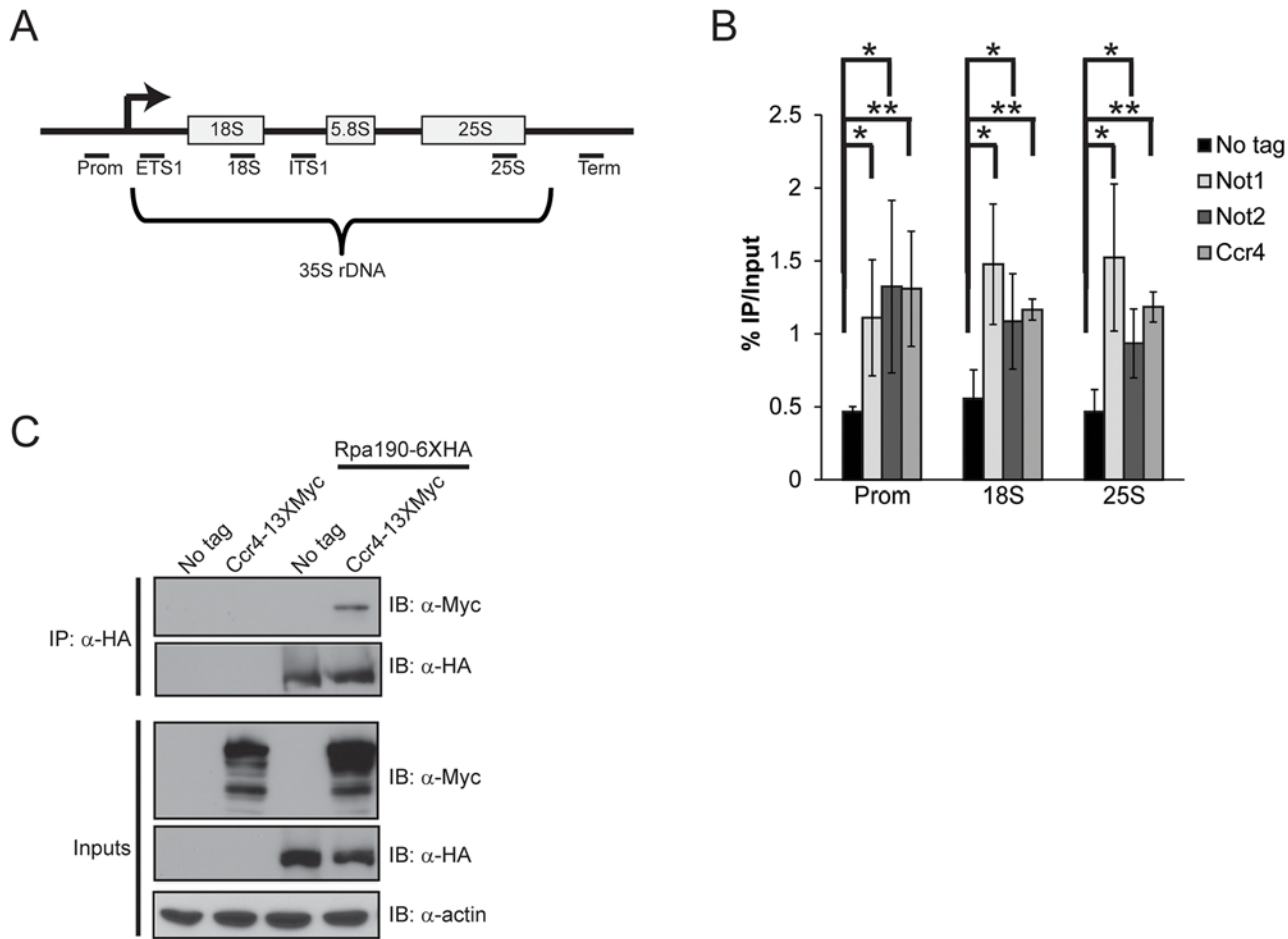 A
18S 5.8S 25S
Prom ETS1 18S ITS1 25S Term
35S rDNA
B
* * *
** ** **
* * *
2.5
2
1.5
1
0.5
0
% IP/Input
Prom 18S 25S
No tag
Not1
Not2
Ccr4
C
Rpa190-6XHA
No tag Ccr4-13XMyc No tag Ccr4-13XMyc
IP: α-HA
IB: α-Myc
IB: α-HA
Inputs
IB: α-Myc
IB: α-HA
IB: α-actin